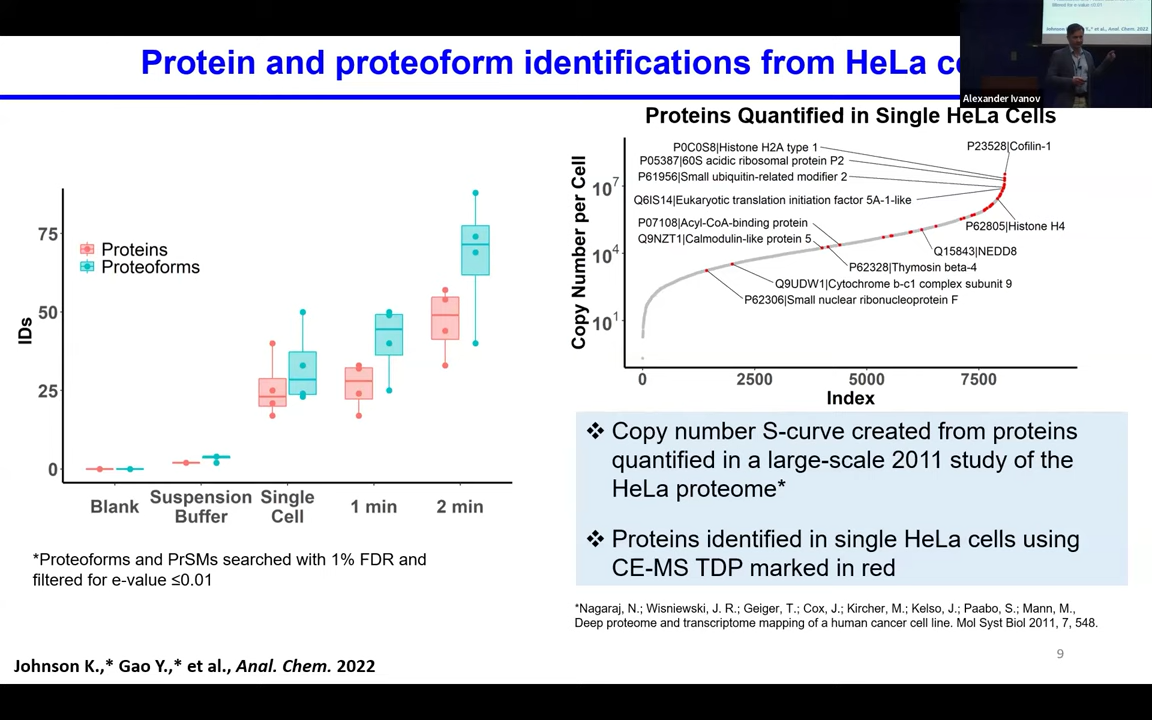 Protein and proteoform identifications from HeLa
filtered for e-value ≤0.01
Anal. Chem. 2022
Alexander Ivanov
75
50
25
0
IDs
Proteins
Proteoforms
Blank
Suspension
Buffer
Single
Cell
1 min
2 min
*Proteoforms and PrSMs searched with 1% FDR and
filtered for e-value ≤0.01
Johnson K.,* Gao Y.,* et al., Anal. Chem. 2022
Proteins Quantified in Single HeLa Cells
Copy Number per Cell
10⁷
10⁴
10¹
P0C0S8|Histone H2A type 1
P23528|Cofilin-1
P05387|60S acidic ribosomal protein P2
P61956|Small ubiquitin-related modifier 2
Q6IS14|Eukaryotic translation initiation factor 5A-1-like
P07108|Acyl-CoA-binding protein
P62805|Histone H4
Q9NZT1|Calmodulin-like protein 5
Q15843|NEDD8
P62328|Thymosin beta-4
Q9UDW1|Cytochrome b-c1 complex subunit 9
P62306|Small nuclear ribonucleoprotein F
0
2500
5000
7500
Index
❖ Copy number S-curve created from proteins
quantified in a large-scale 2011 study of the
HeLa proteome*
❖ Proteins identified in single HeLa cells using
CE-MS TDP marked in red
*Nagaraj, N.; Wisniewski, J. R.; Geiger, T.; Cox, J.; Kircher, M.; Kelso, J.; Paabo, S.; Mann, M.,
Deep proteome and transcriptome mapping of a human cancer cell line. Mol Syst Biol 2011, 7, 548.
9